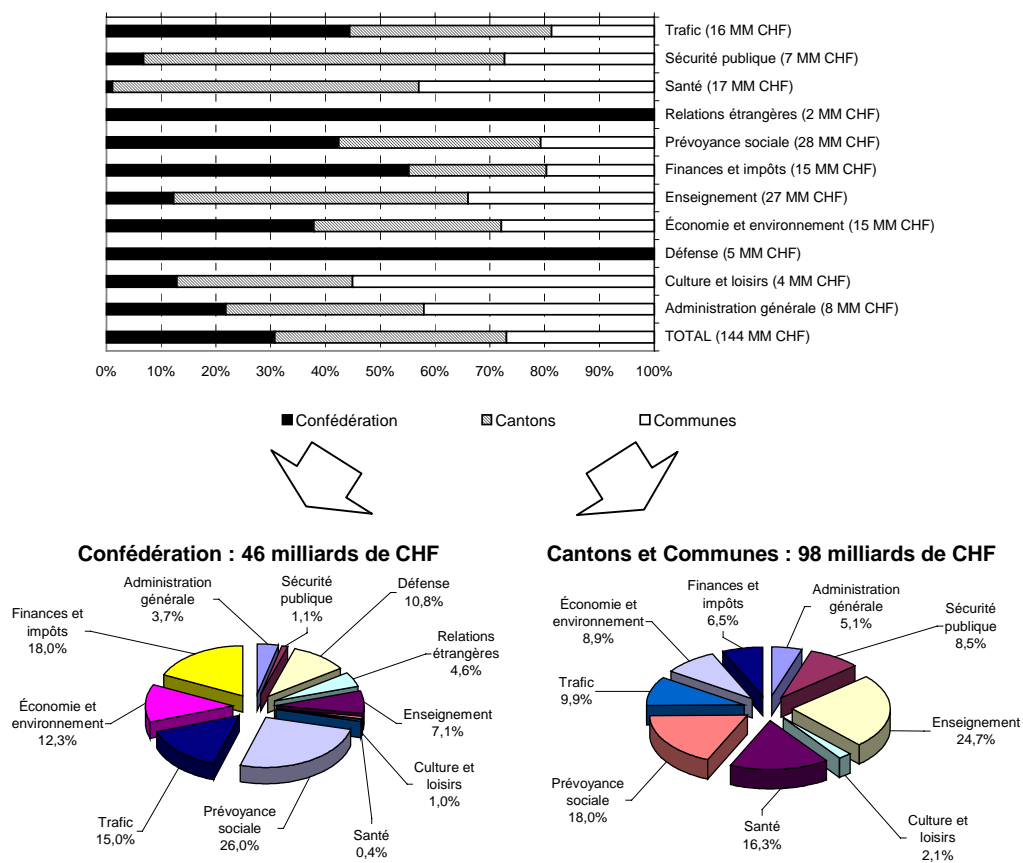 Trafic (16 MM CHF)
Sécurité publique (7 MM CHF)
Santé (17 MM CHF)
Relations étrangères (2 MM CHF)
Prévoyance sociale (28 MM CHF)
Finances et impôts (15 MM CHF)
Enseignement (27 MM CHF)
Économie et environnement (15 MM CHF)
Défense (5 MM CHF)
Culture et loisirs (4 MM CHF)
Administration générale (8 MM CHF)
TOTAL (144 MM CHF)
0% 10% 20% 30% 40% 50% 60% 70% 80% 90% 100%
Confédération Cantons Communes
Confédération : 46 milliards de CHF
Administration
générale
3,7%
Sécurité
publique
1,1%
Défense
10,8%
Relations
étrangères
4,6%
Enseignement
7,1%
Culture et
loisirs
1,0%
Santé
0,4%
Prévoyance
sociale
26,0%
Trafic
15,0%
Économie et
environnement
12,3%
Finances et
impôts
18,0%
Cantons et Communes : 98 milliards de CHF
Finances et
impôts
6,5%
Administration
générale
5,1%
Sécurité
publique
8,5%
Enseignement
24,7%
Culture et
loisirs
2,1%
Santé
16,3%
Prévoyance
sociale
18,0%
Trafic
9,9%
Économie et
environnement
8,9%